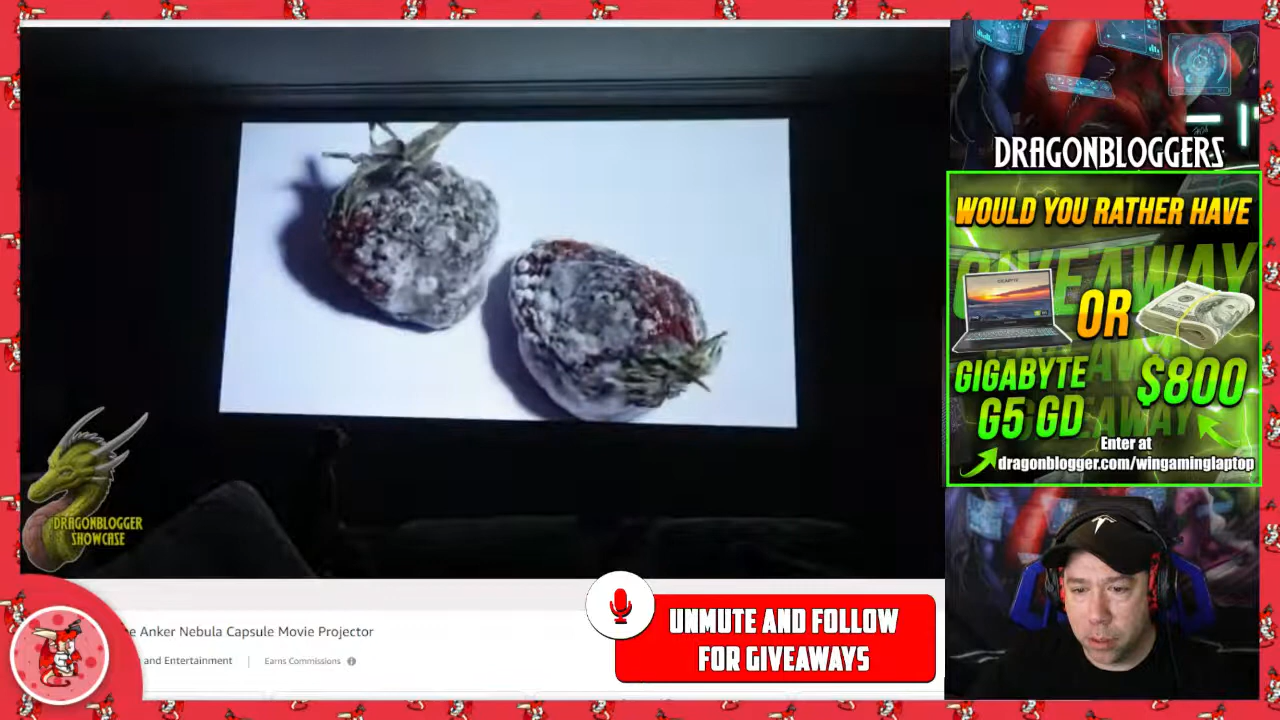 DRAGONBLOGGERS
WOULD YOU RATHER HAVE
GIVEAWAY
OR
GIGABYTE
G5 GD
$800
Enter at
dragonblogger.com/wingaminglaptop
DRAGONBLOGGER
SHOWCASE
e Anker Nebula Capsule Movie Projector
and Entertainment
Earns Commissions
UNMUTE AND FOLLOW
FOR GIVEAWAYS